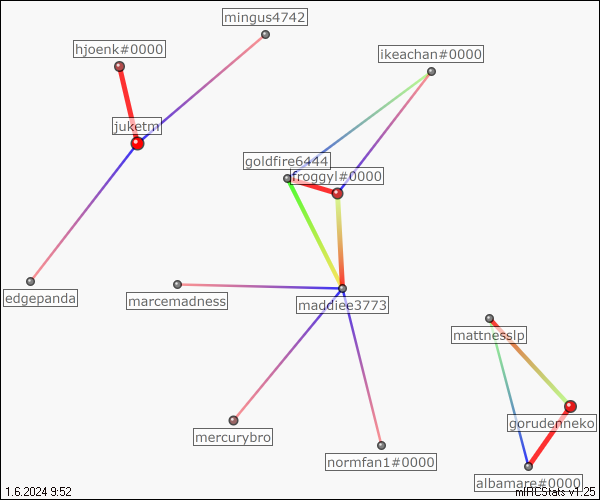 mingus4742
hjoenk#0000
ikeachan#0000
juketm
goldfire6444
froggyl#0000
edgepanda
marcemadness
maddiee3773
mattnesslp
gorudenneko
mercurybro
normfan1#0000
albamare#0000
1.6.2024 9:52
mIRCStats v1.25